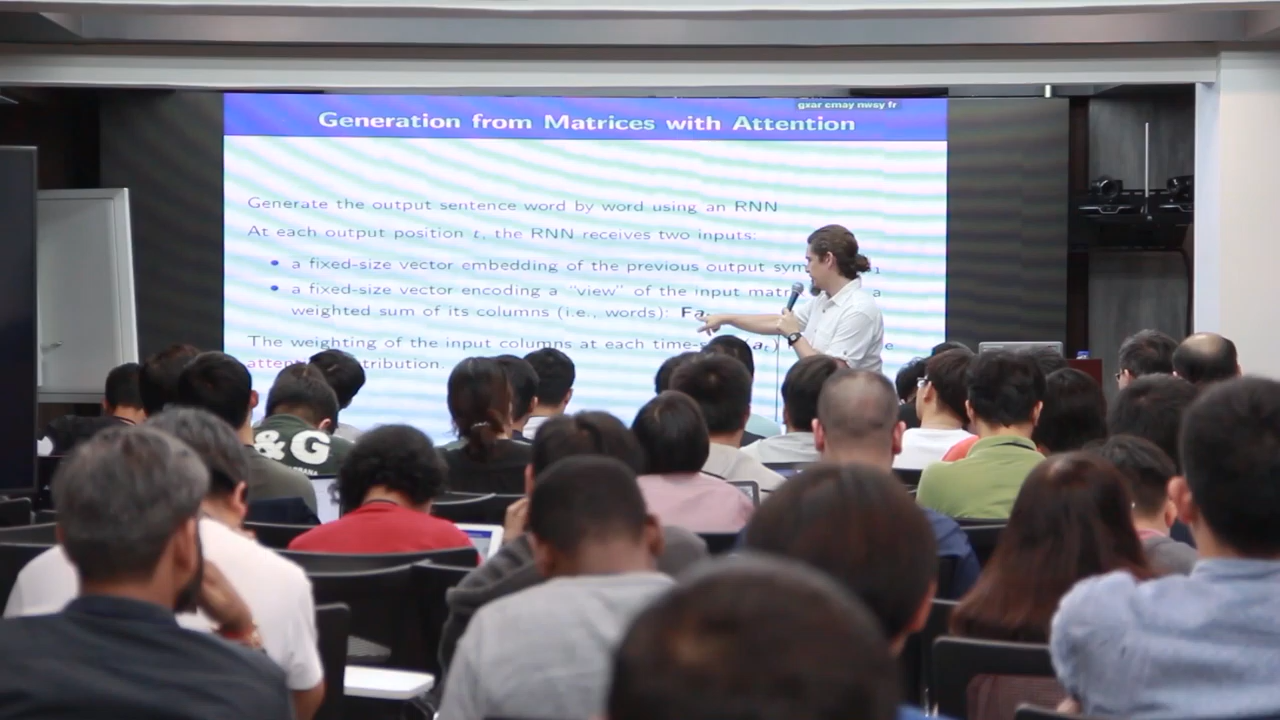 gxar cmay nwsy fr
Generation from Matrices with Attention
Generate the output sentence word by word using an RNN
At each output position t, the RNN receives two inputs:
• a fixed-size vector embedding of the previous output sym
• a fixed-size vector encoding a “view” of the input matr a
weighted sum of its columns (i.e., words): Fa
The weighting of the input columns at each time-s (at)
atten tribution.
&G